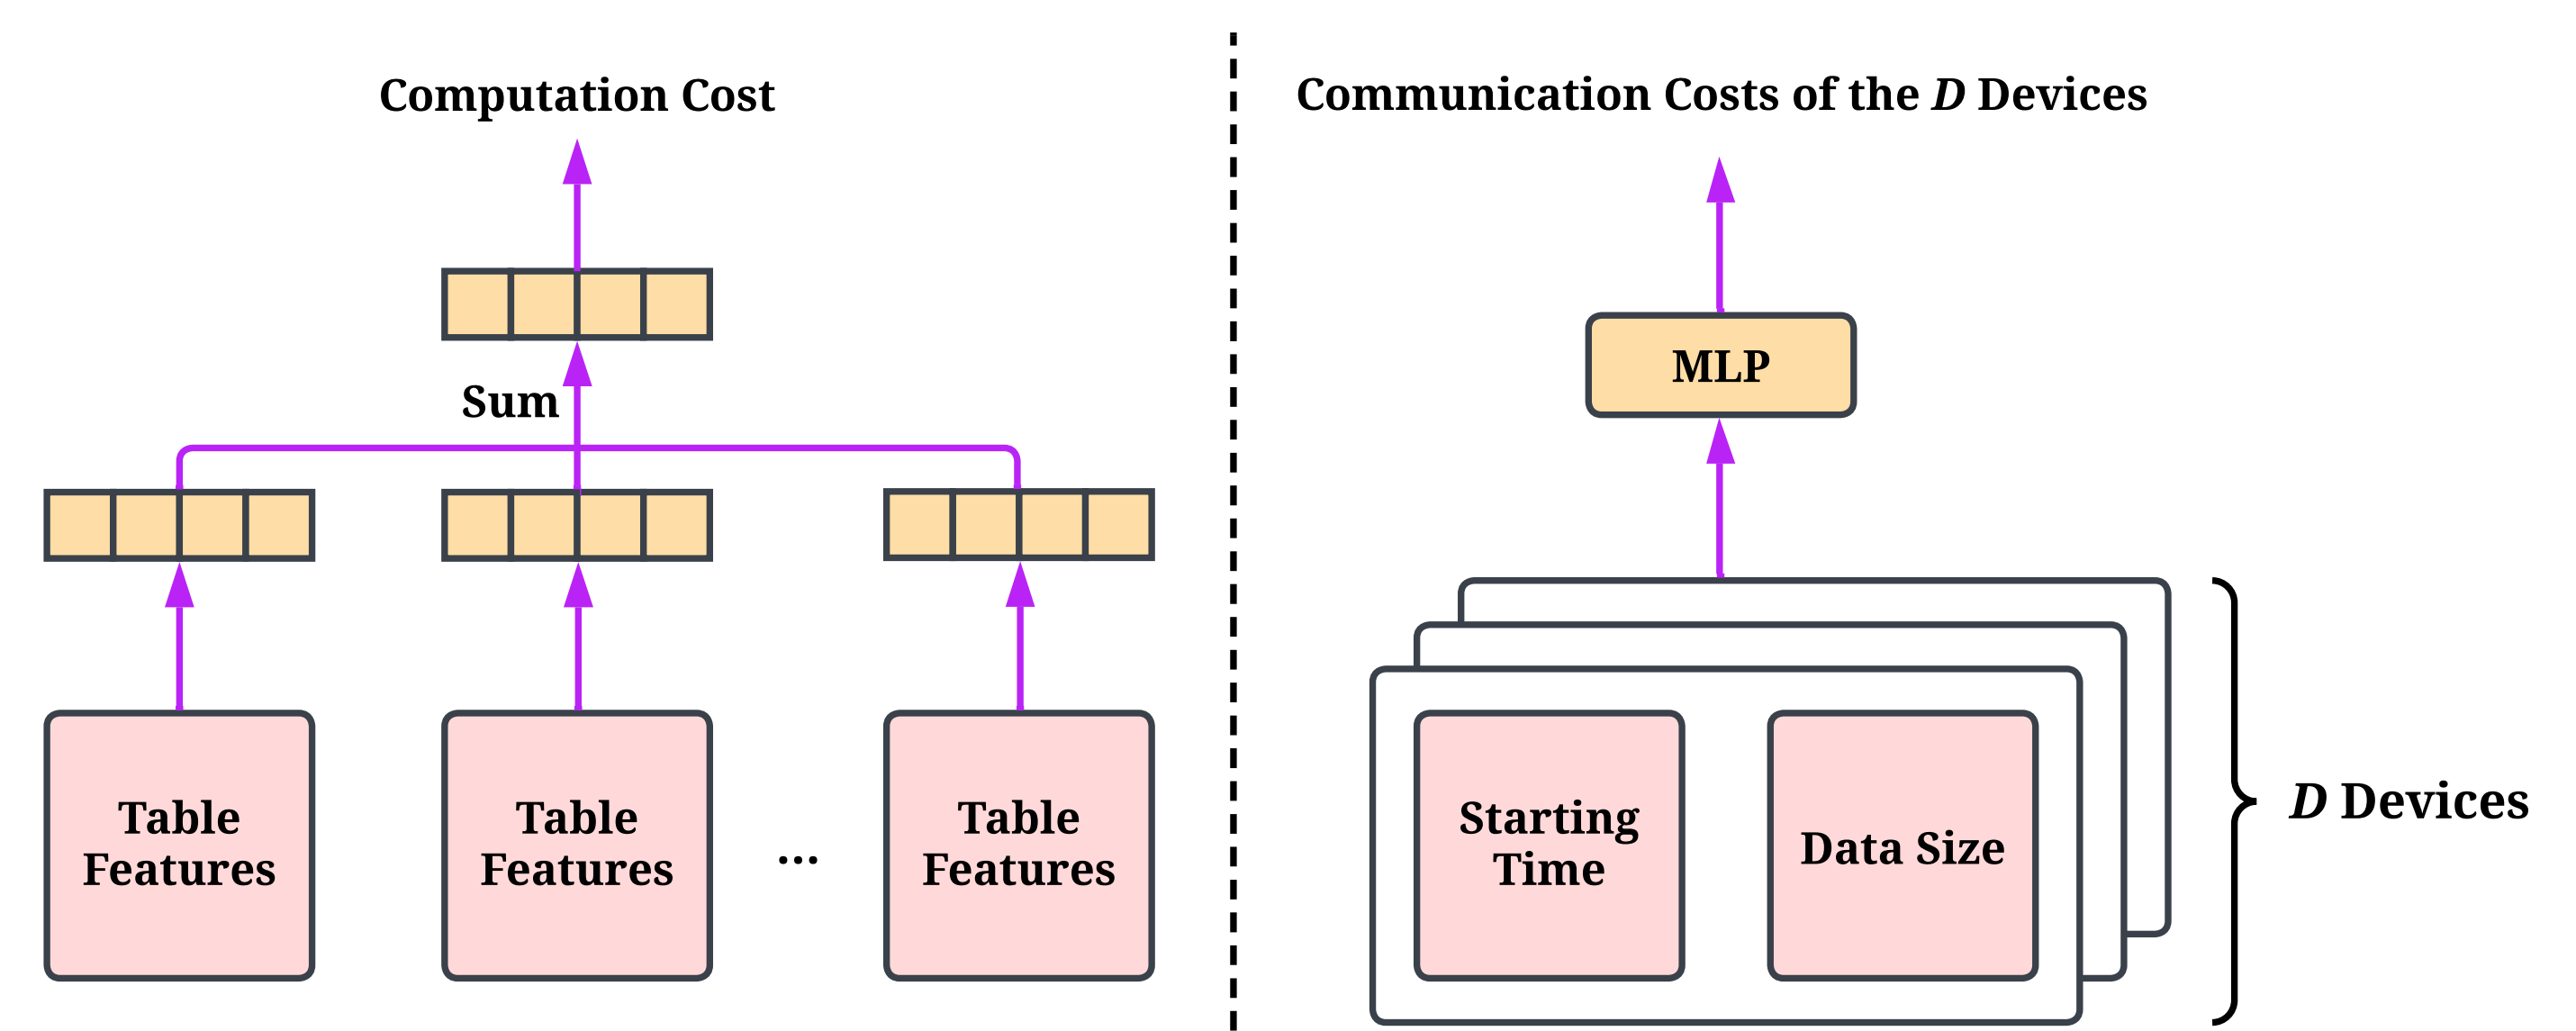 Computation Cost
Sum
Table
Features
Table
Features
...
Table
Features
Communication Costs of the D Devices
MLP
Starting
Time
Data Size
D Devices